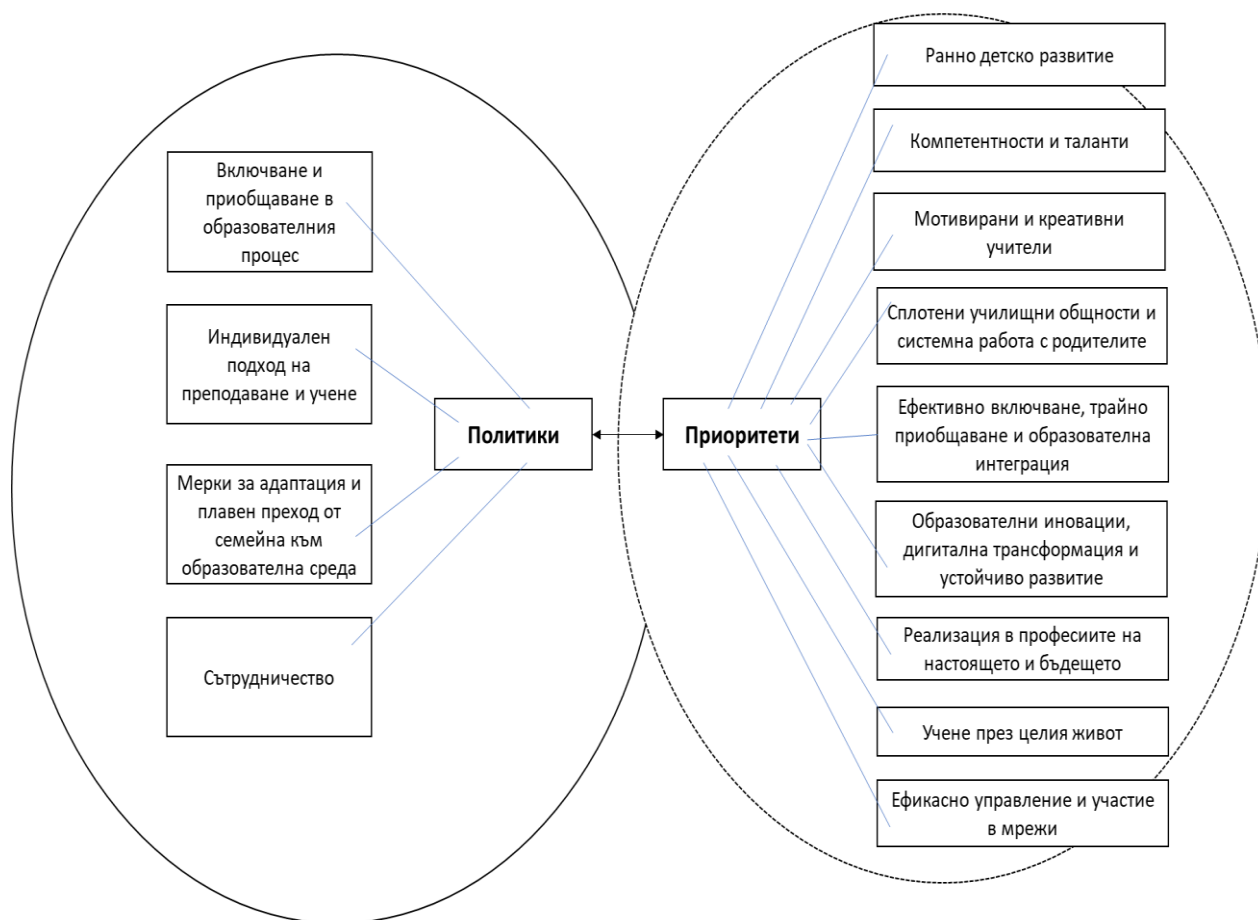 Включване и
приобщаване в
образователния
процес
Индивидуален
подход на
преподаване и учене
Мерки за адаптация и
плавен преход от
семейна към
образователна среда
Сътрудничество
Политики
Приоритети
Ранно детско развитие
Компетентности и таланти
Мотивирани и креативни
учители
Сплотени училищни общности и
системна работа с родителите
Ефективно включване, трайно
приобщаване и образователна
интеграция
Образователни иновации,
дигитална трансформация и
устойчиво развитие
Реализация в професиите на
настоящето и бъдещето
Учене през целия живот
Ефикасно управление и участие
в мрежи